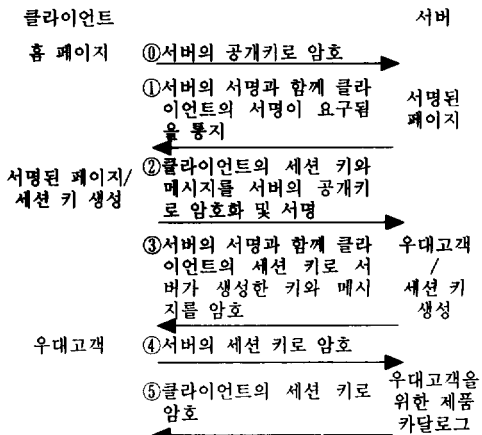 클라이언트 서버
홈 페이지 ⓪서버의 공개키로 암호
①서버의 서명과 함께 클라
이언트의 서명이 요구됨
을 통지
서명된
페이지
서명된 페이지/
세션 키 생성
②클라이언트의 세션 키와
메시지를 서버의 공개키
로 암호화 및 서명
③서버의 서명과 함께 클라
이언트의 세션 키로 서
버가 생성한 키와 메시
지를 암호
우대고객
/
세션 키
생성
우대고객 ④서버의 세션 키로 암호
⑤클라이언트의 세션 키로
암호
우대고객을
위한 제품
카달로그